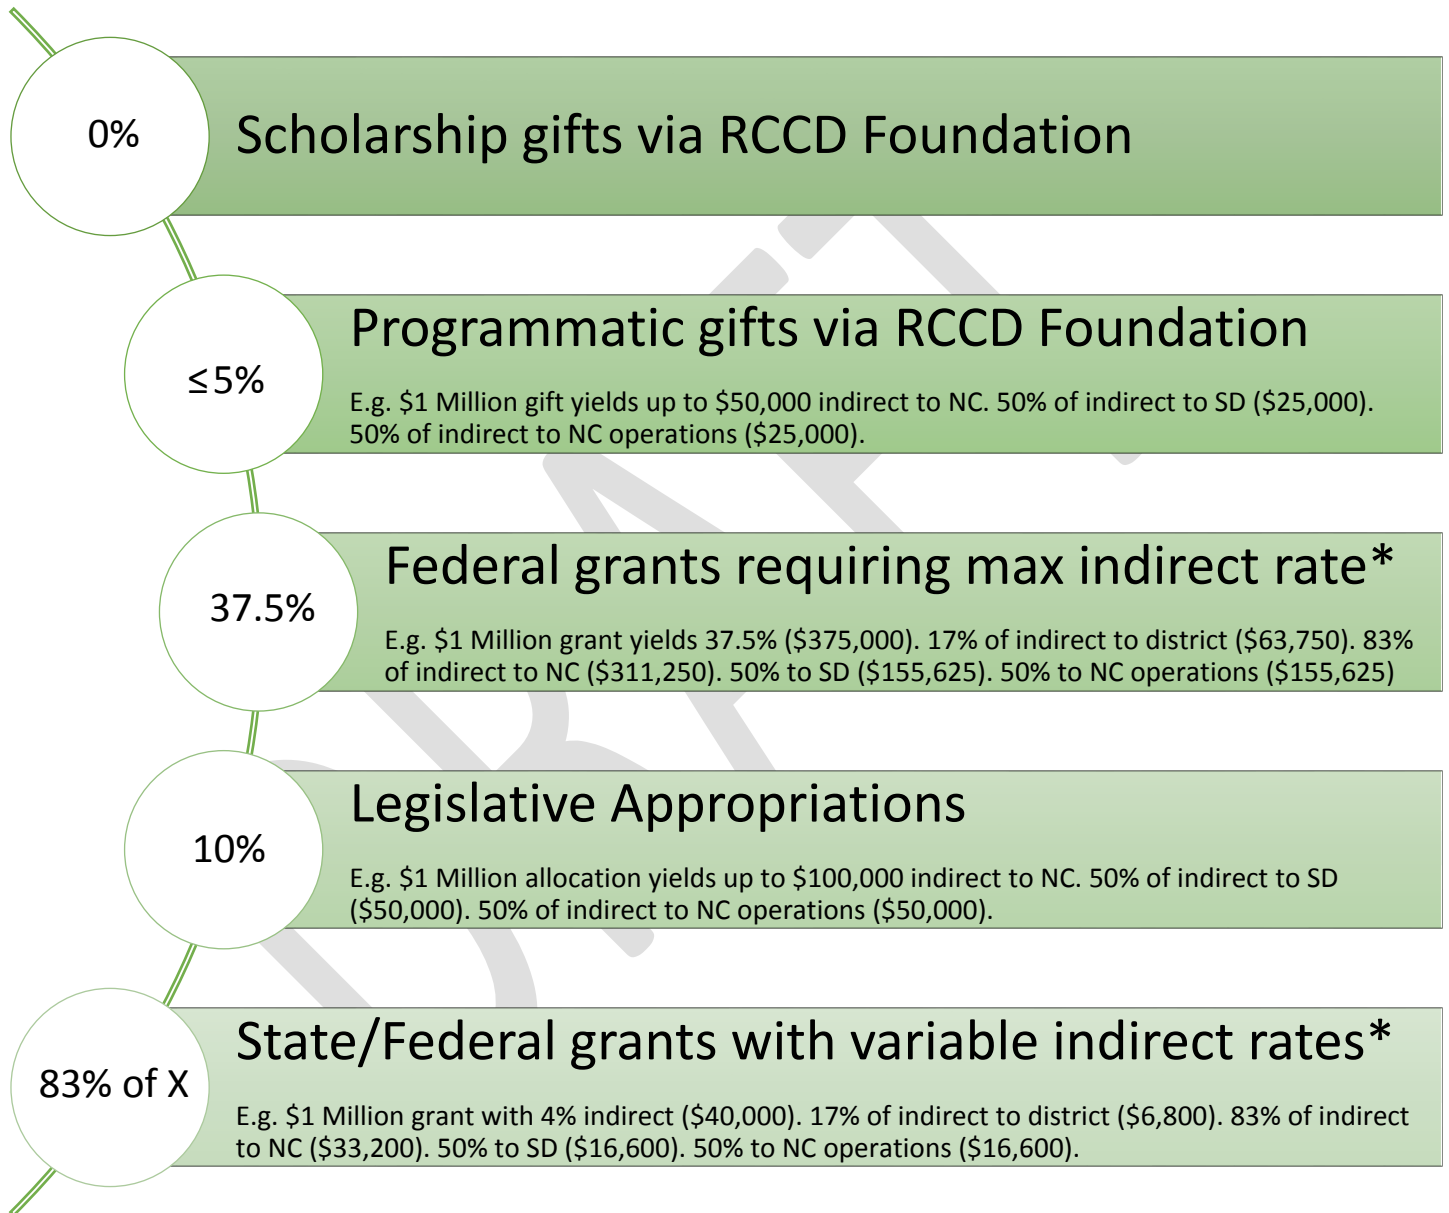 0%
Scholarship gifts via RCCD Foundation
≤5%
Programmatic gifts via RCCD Foundation
E.g. $1 Million gift yields up to $50,000 indirect to NC. 50% of indirect to SD ($25,000).
50% of indirect to NC operations ($25,000).
37.5%
Federal grants requiring max indirect rate*
E.g. $1 Million grant yields 37.5% ($375,000). 17% of indirect to district ($63,750). 83%
of indirect to NC ($311,250). 50% to SD ($155,625). 50% to NC operations ($155,625)
10%
Legislative Appropriations
E.g. $1 Million allocation yields up to $100,000 indirect to NC. 50% of indirect to SD
($50,000). 50% of indirect to NC operations ($50,000).
83% of X
State/Federal grants with variable indirect rates*
E.g. $1 Million grant with 4% indirect ($40,000). 17% of indirect to district ($6,800). 83% of indirect
to NC ($33,200). 50% to SD ($16,600). 50% to NC operations ($16,600).
DRAFT